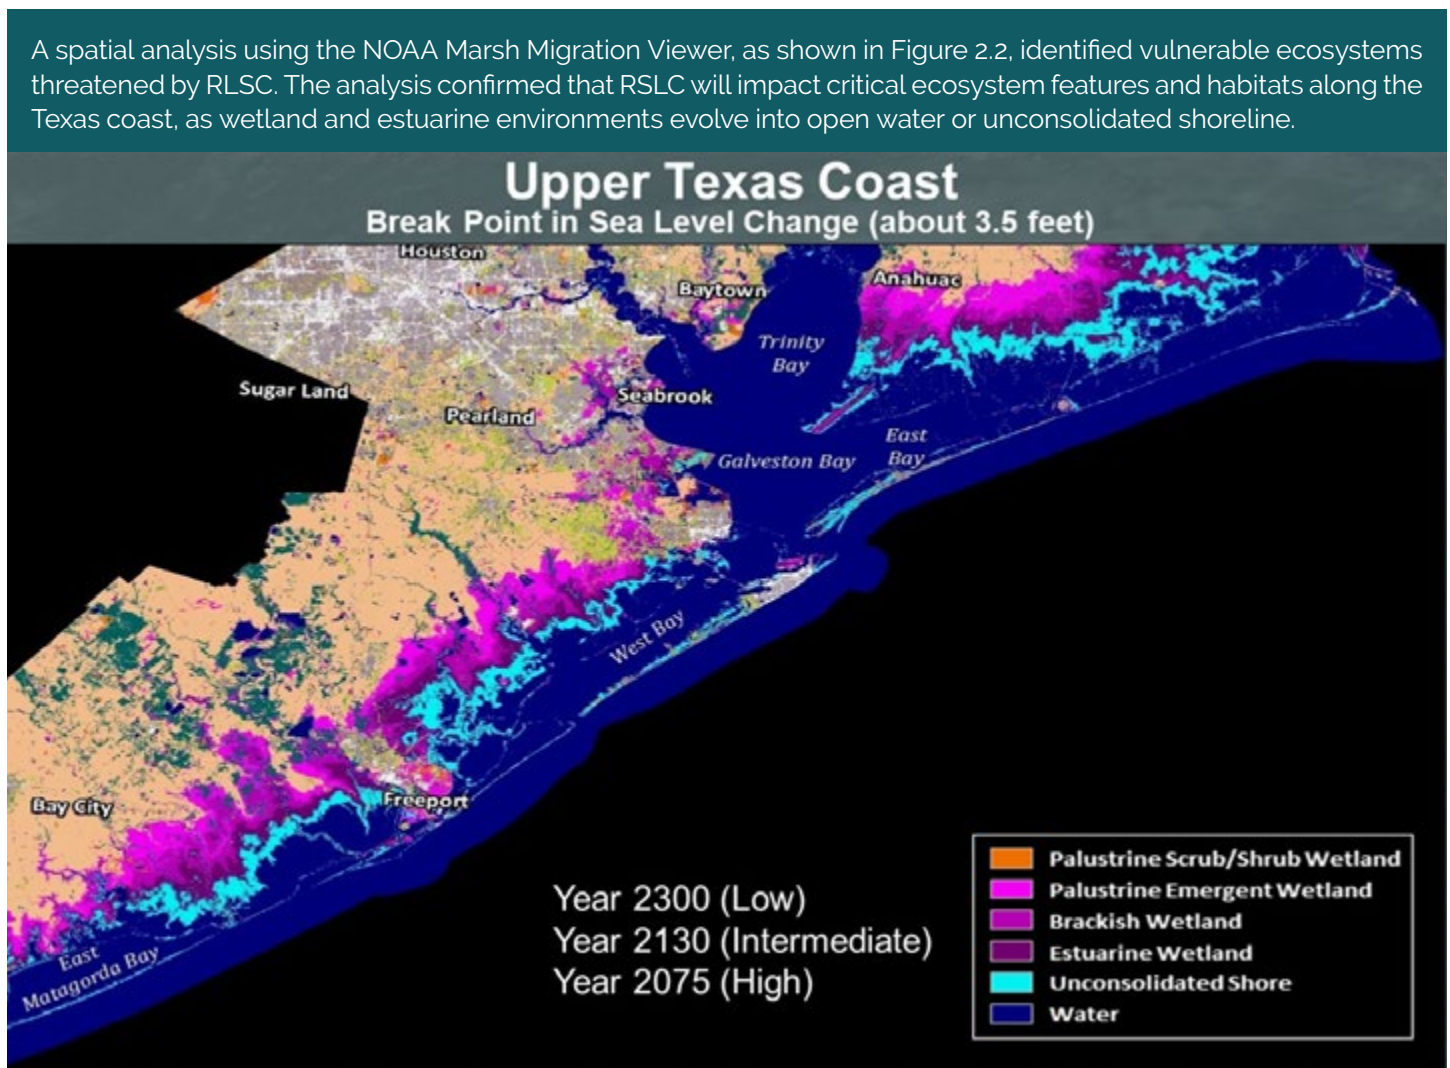 A spatial analysis using the NOAA Marsh Migration Viewer, as shown in Figure 2.2, identified vulnerable ecosystems
threatened by RLSC. The analysis confirmed that RSLC will impact critical ecosystem features and habitats along the
Texas coast, as wetland and estuarine environments evolve into open water or unconsolidated shoreline.
Upper Texas Coast
Break Point in Sea Level Change (about 3.5 feet)
Houston
Anahuac
Baytown
Trinity
Bay
Sugar Land
Seabrook
Pearland
East
Bay
Galveston Bay
West Bay
Bay City
Freeport
East
Matagorda Bay
Year 2300 (Low)
Year 2130 (Intermediate)
Year 2075 (High)
Palustrine Scrub/Shrub Wetland
Palustrine Emergent Wetland
Brackish Wetland
Estuarine Wetland
Unconsolidated Shore
Water